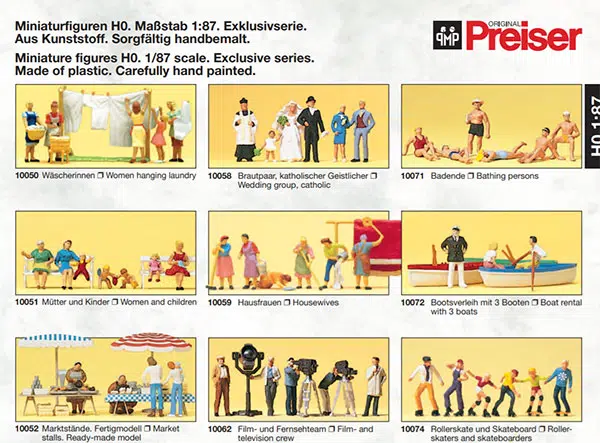 Miniaturfiguren H0. Maßstab 1:87. Exklusivserie.
Aus Kunststoff. Sorgfältig handbemalt.
Miniature figures H0. 1/87 scale. Exclusive series.
Made of plastic. Carefully hand painted.
PMP
ORIGINAL
Preiser
H0 1:87
10050 Wäscherinnen ❒ Women hanging laundry
10058 Brautpaar, katholischer Geistlicher ❒
Wedding group, catholic
10071 Badende ❒ Bathing persons
10051 Mütter und Kinder ❒ Women and children
10059 Hausfrauen ❒ Housewives
10072 Bootsverleih mit 3 Booten ❒ Boat rental
with 3 boats
10052 Marktstände. Fertigmodell ❒ Market
stalls. Ready-made model
10062 Film- und Fernsehteam ❒ Film- and
television crew
10074 Rollerskate und Skateboard ❒ Roller-
skaters and skateboarders